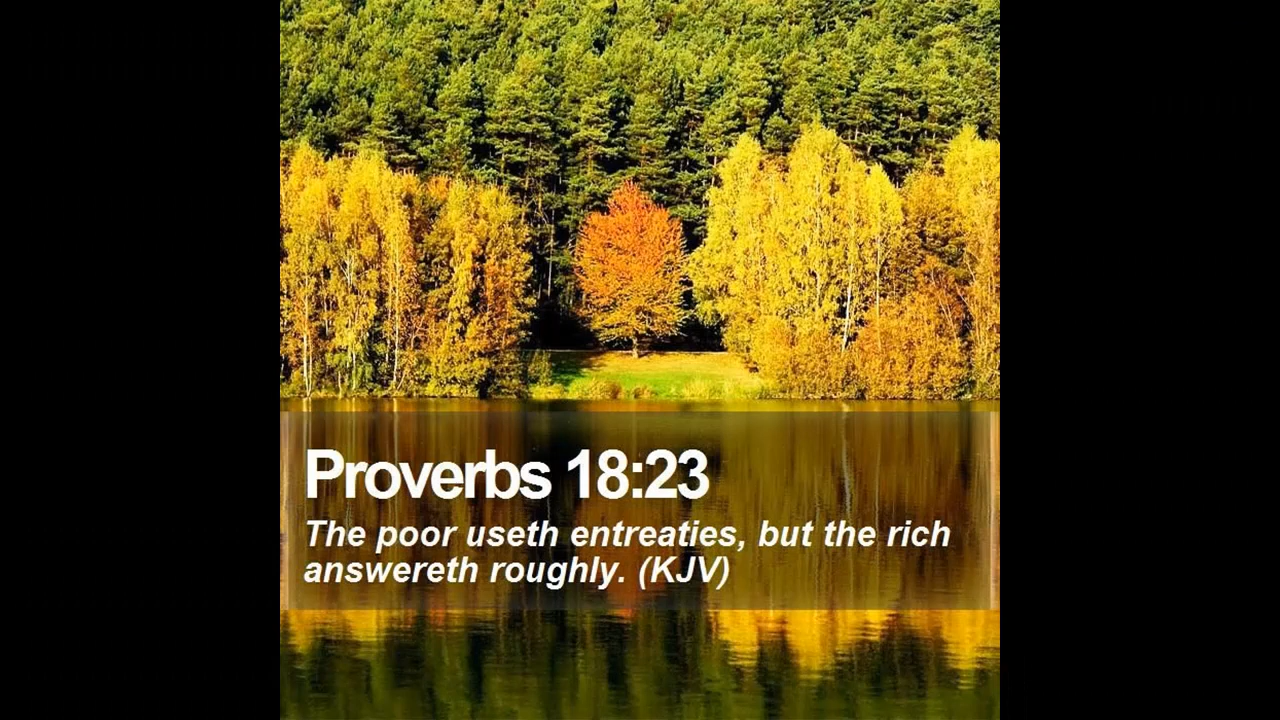 Proverbs 18:23
The poor useth entreaties, but the rich
answereth roughly. (KJV)